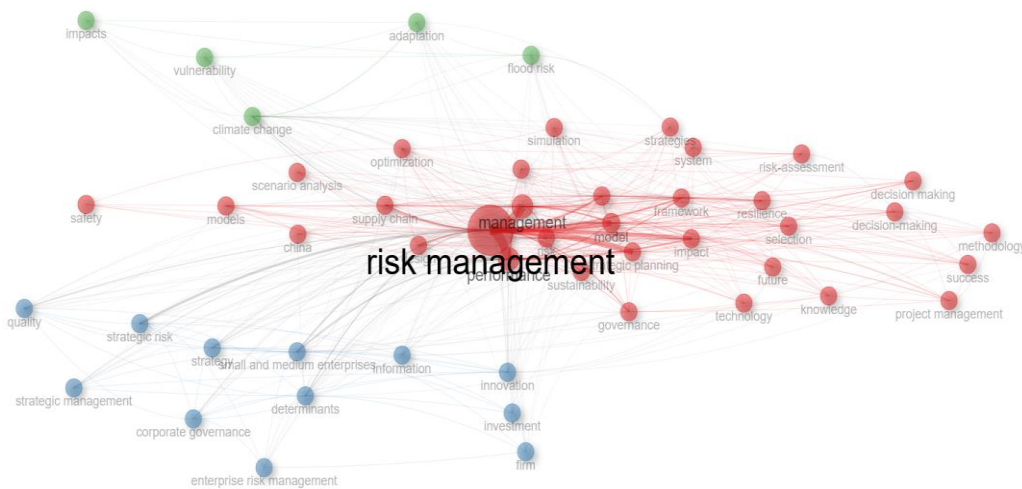 impacts
adaptation
vulnerability
flood risk
climate change
simulation
strategies
system
optimization
risk-assessment
scenario analysis
decision making
safety
models
supply chain
management
framework
resilience
decision-making
china
model
selection
methodology
risk management
impact
performance
planning
sustainability
future
success
quality
governance
technology
knowledge
project management
strategic risk
strategy
small and medium enterprises
information
innovation
strategic management
determinants
corporate governance
investment
firm
enterprise risk management